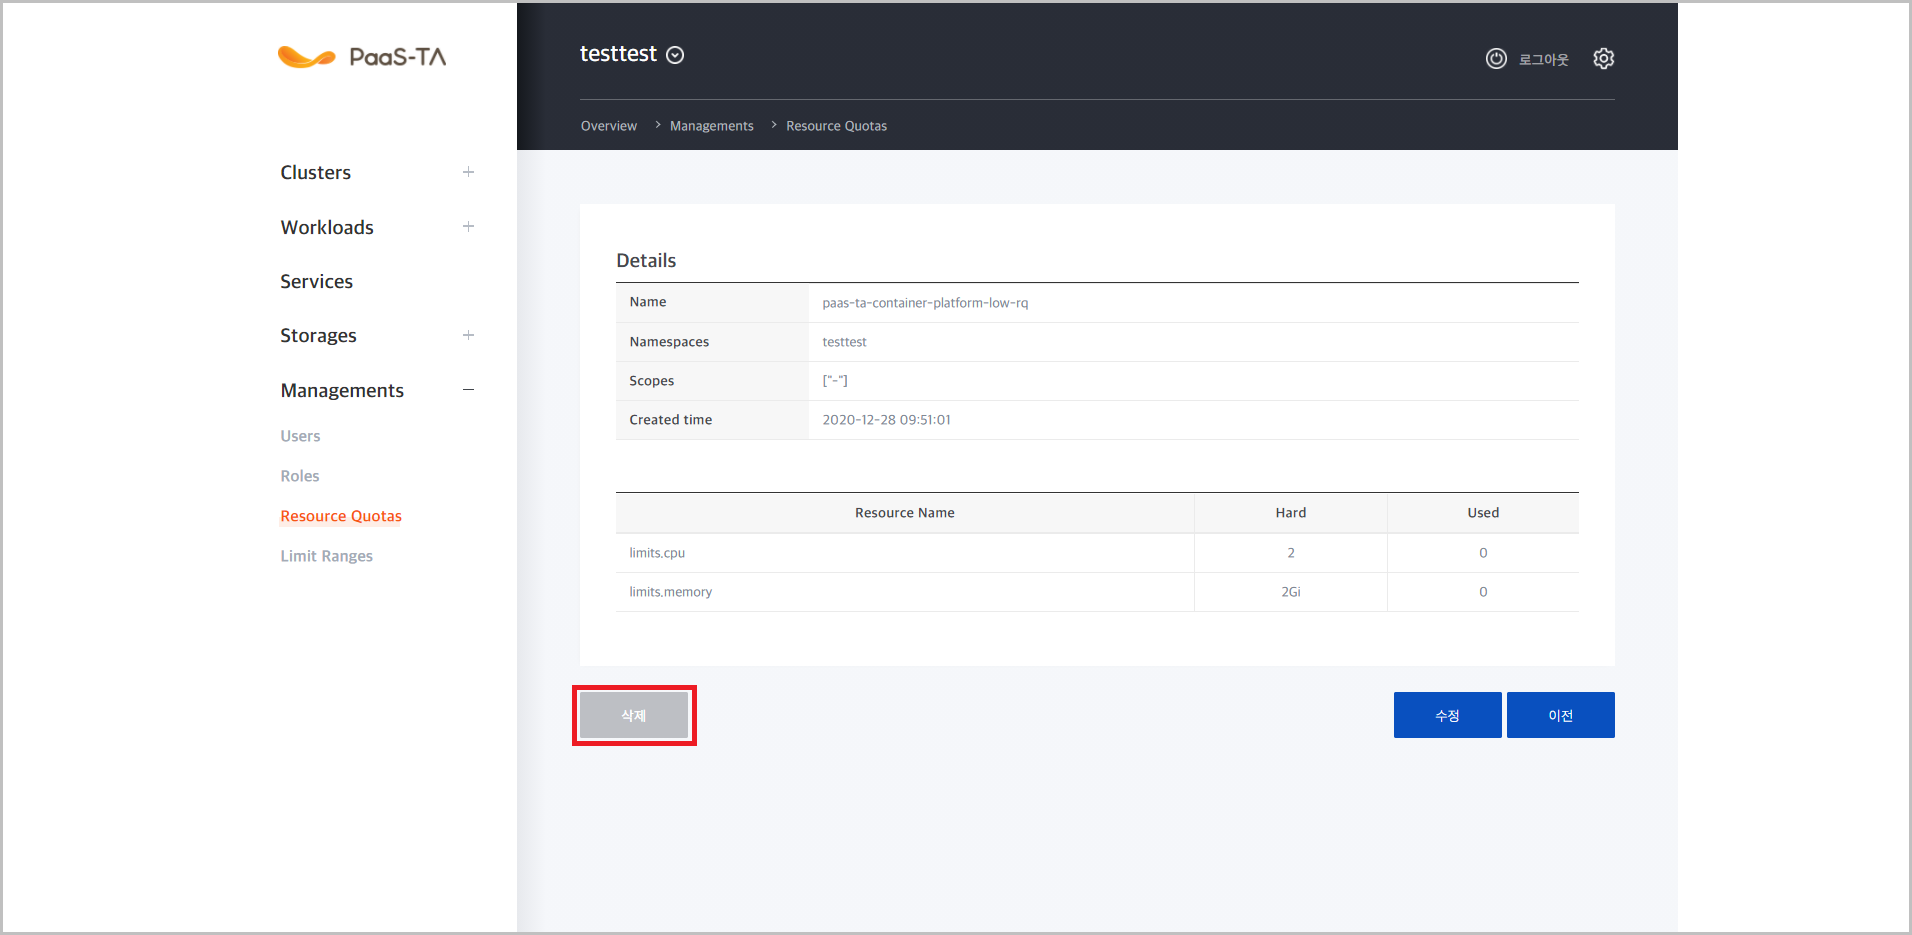 PaaS-TA
testtest
로그아웃
Overview > Managements > Resource Quotas
Clusters +
Workloads +
Services
Storages +
Managements −
Users
Roles
Resource Quotas
Limit Ranges
Details
Name paas-ta-container-platform-low-rq
Namespaces testtest
Scopes ["-"]
Created time 2020-12-28 09:51:01
Resource Name Hard Used
limits.cpu 2 0
limits.memory 2Gi 0
삭제 수정 이전